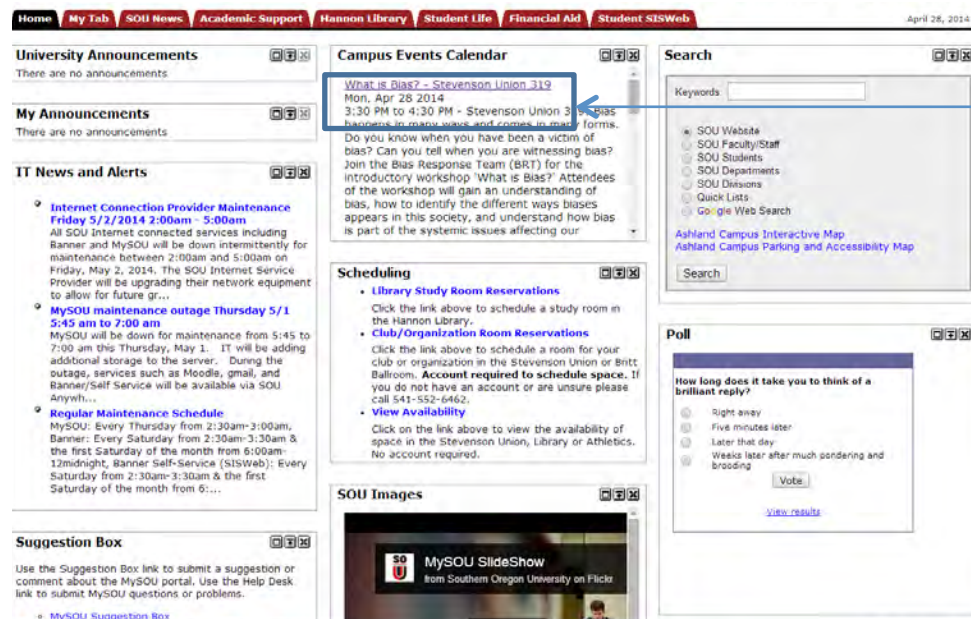 Home My Tab SOU News Academic Support Hannon Library Student Life Financial Aid Student SISWeb
April 28, 2014
University Announcements
There are no announcements
My Announcements
There are no announcements
IT News and Alerts
Internet Connection Provider Maintenance
Friday 5/2/2014 2:00am - 5:00am
All SOU Internet connected services including
Banner and MySOU will be down intermittently for
maintenance between 2:00am and 5:00am on
Friday, May 2, 2014. The SOU Internet Service
Provider will be upgrading their network equipment
to allow for future gr...
MySOU maintenance outage Thursday 5/1
5:45 am to 7:00 am
MySOU will be down for maintenance from 5:45 to
7:00 am this Thursday, May 1. IT will be adding
additional storage to the server. During the
outage, services such as Moodle, gmail, and
Banner/Self Service will be available via SOU
Anywh...
Regular Maintenance Schedule
MySOU: Every Thursday from 2:30am-3:00am,
Banner: Every Saturday from 2:30am-3:30am &
the first Saturday of the month from 6:00am-
12midnight, Banner Self-Service (SISWeb): Every
Saturday from 2:30am-3:30am & the first
Saturday of the month from 6:...
Suggestion Box
Use the Suggestion Box link to submit a suggestion or
comment about the MySOU portal. Use the Help Desk
link to submit MySOU questions or problems.
MySOU Suggestion Box
Campus Events Calendar
What is Bias? - Stevenson Union 319
Mon, Apr 28 2014
3:30 PM to 4:30 PM - Stevenson Union 319 Bias
happens in many ways and comes in many forms.
Do you know when you have been a victim of
bias? Can you tell when you are witnessing bias?
Join the Bias Response Team (BRT) for the
introductory workshop 'What is Bias?' Attendees
of the workshop will gain an understanding of
bias, how to identify the different ways biases
appears in this society, and understand how bias
is part of the systemic issues affecting our
Scheduling
Library Study Room Reservations
Click the link above to schedule a study room in
the Hannon Library.
Club/Organization Room Reservations
Click the link above to schedule a room for your
club or organization in the Stevenson Union or Britt
Ballroom. Account required to schedule space. If
you do not have an account or are unsure please
call 541-552-6462.
View Availability
Click on the link above to view the availability of
space in the Stevenson Union, Library or Athletics.
No account required.
SOU Images
SO
U
MySOU SlideShow
from Southern Oregon University on Flickr
Search
Keywords
SOU Website
SOU Faculty/Staff
SOU Students
SOU Departments
SOU Divisions
Quick Lists
Google Web Search
Ashland Campus Interactive Map
Ashland Campus Parking and Accessibility Map
Search
Poll
How long does it take you to think of a
brilliant reply?
Right away
Five minutes later
Later that day
Weeks later after much pondering and
brooding
Vote
View results